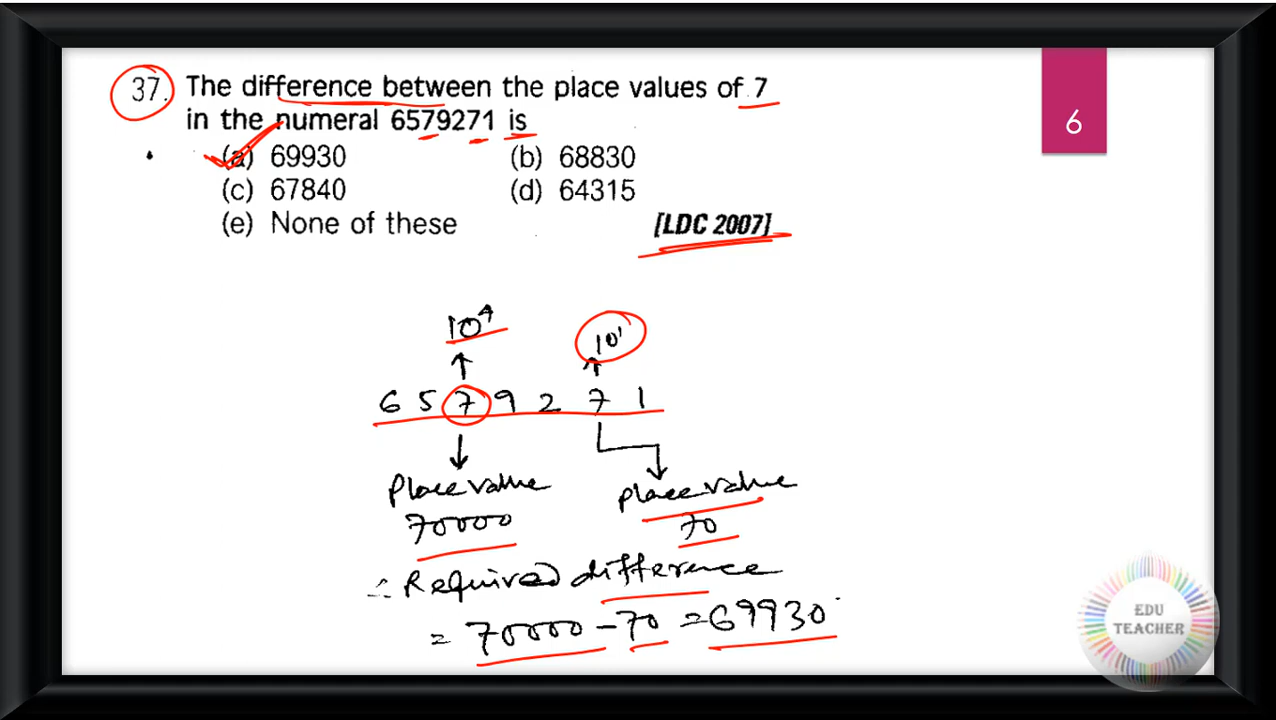 37. The difference between the place values of 7
in the numeral 6579271 is
(a) 69930 (b) 68830
(c) 67840 (d) 64315
(e) None of these [LDC 2007]
6
10⁴ 10¹
6 5 7 9 2 7 1
Place value place value
70000 70
∴ Required difference
= 70000 - 70 = 69930
EDU
TEACHER